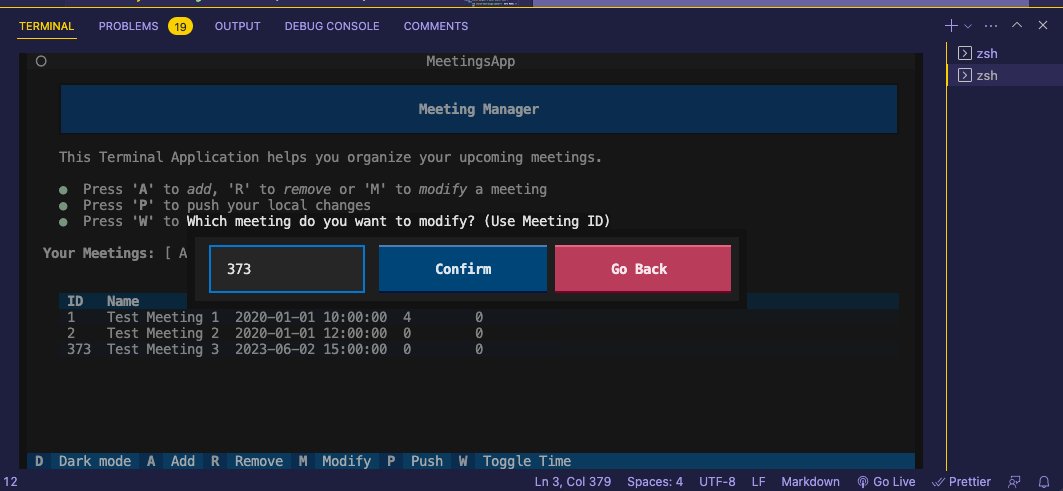 TERMINAL PROBLEMS 19 OUTPUT DEBUG CONSOLE COMMENTS
zsh
zsh
MeetingsApp
Meeting Manager
This Terminal Application helps you organize your upcoming meetings.
Press 'A' to add, 'R' to remove or 'M' to modify a meeting
Press 'P' to push your local changes
Press 'W' to Which meeting do you want to modify? (Use Meeting ID)
Your Meetings: [ A
373 Confirm Go Back
ID Name
1 Test Meeting 1 2020-01-01 10:00:00 4 0
2 Test Meeting 2 2020-01-01 12:00:00 0 0
373 Test Meeting 3 2023-06-02 15:00:00 0 0
D Dark mode A Add R Remove M Modify P Push W Toggle Time
12 Ln 3, Col 379 Spaces: 4 UTF-8 LF Markdown Go Live Prettier